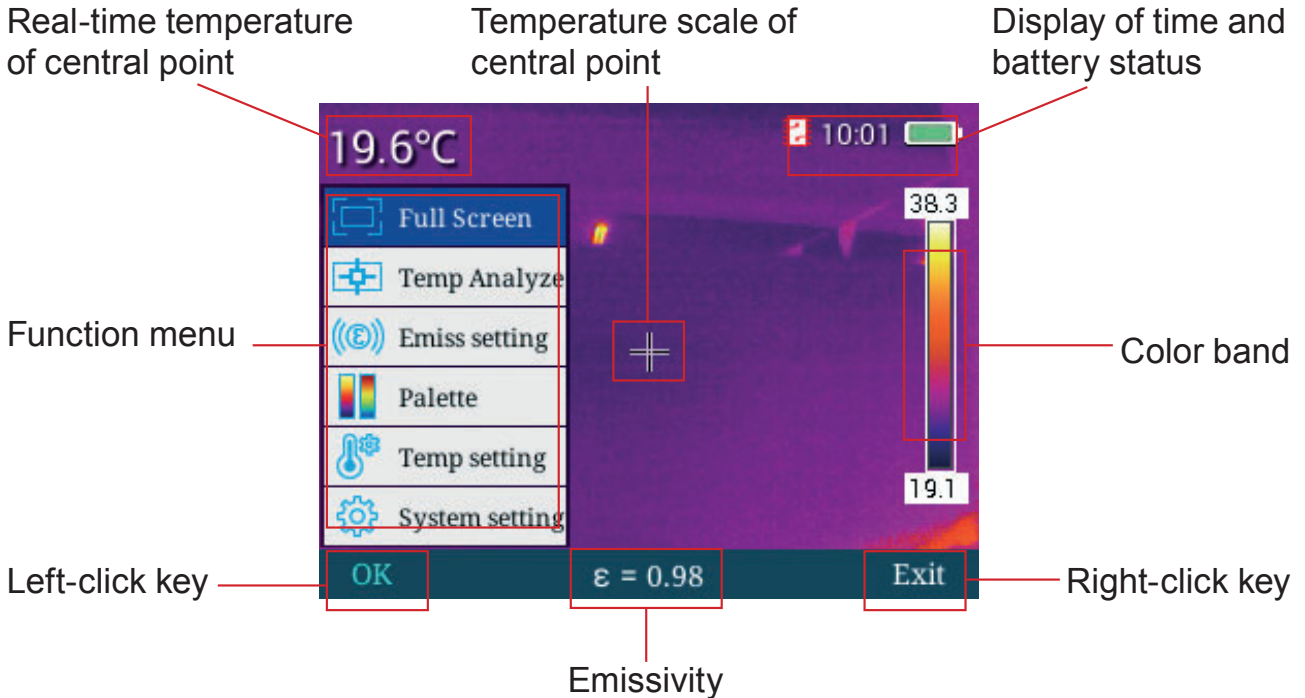 Real-time temperature
of central point
Temperature scale of
central point
Display of time and
battery status
19.6°C
10:01
38.3
Full Screen
Temp Analyze
Function menu
Emiss setting
Color band
Palette
Temp setting
19.1
System setting
Left-click key
OK
ε = 0.98
Exit
Right-click key
Emissivity